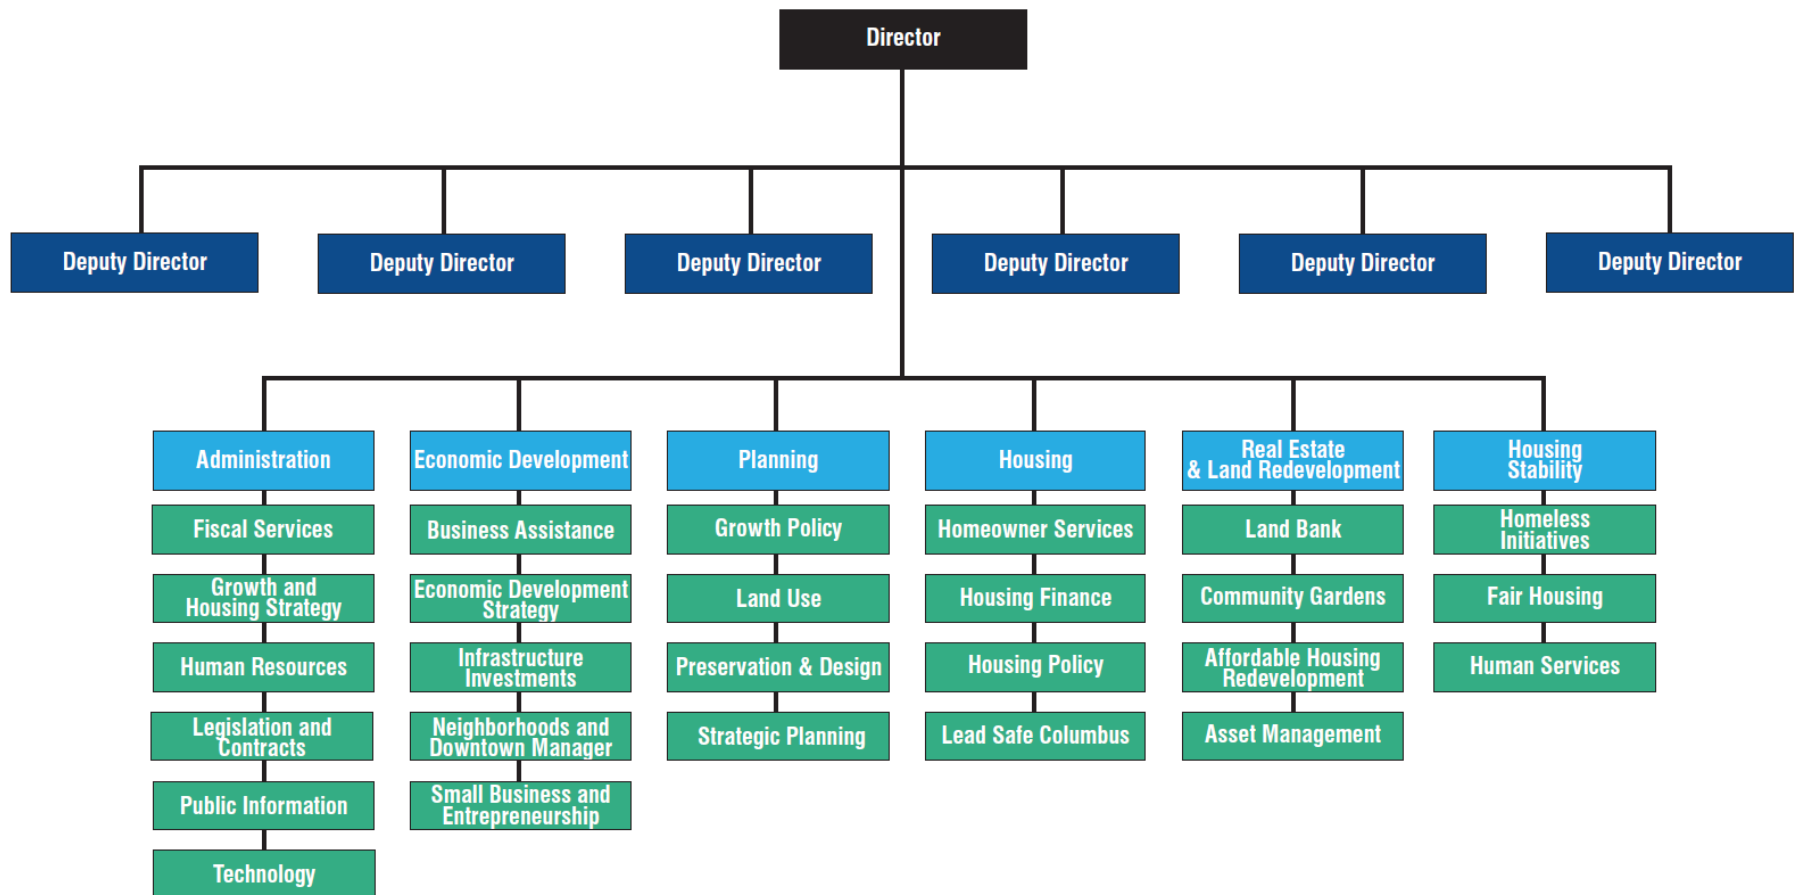 Director
Deputy Director
Deputy Director
Deputy Director
Deputy Director
Deputy Director
Deputy Director
Administration
Fiscal Services
Growth and
Housing Strategy
Human Resources
Legislation and
Contracts
Public Information
Technology
Economic Development
Business Assistance
Economic Development
Strategy
Infrastructure
Investments
Neighborhoods and
Downtown Manager
Small Business and
Entrepreneurship
Planning
Growth Policy
Land Use
Preservation & Design
Strategic Planning
Housing
Homeowner Services
Housing Finance
Housing Policy
Lead Safe Columbus
Real Estate
& Land Redevelopment
Land Bank
Community Gardens
Affordable Housing
Redevelopment
Asset Management
Housing
Stability
Homeless
Initiatives
Fair Housing
Human Services